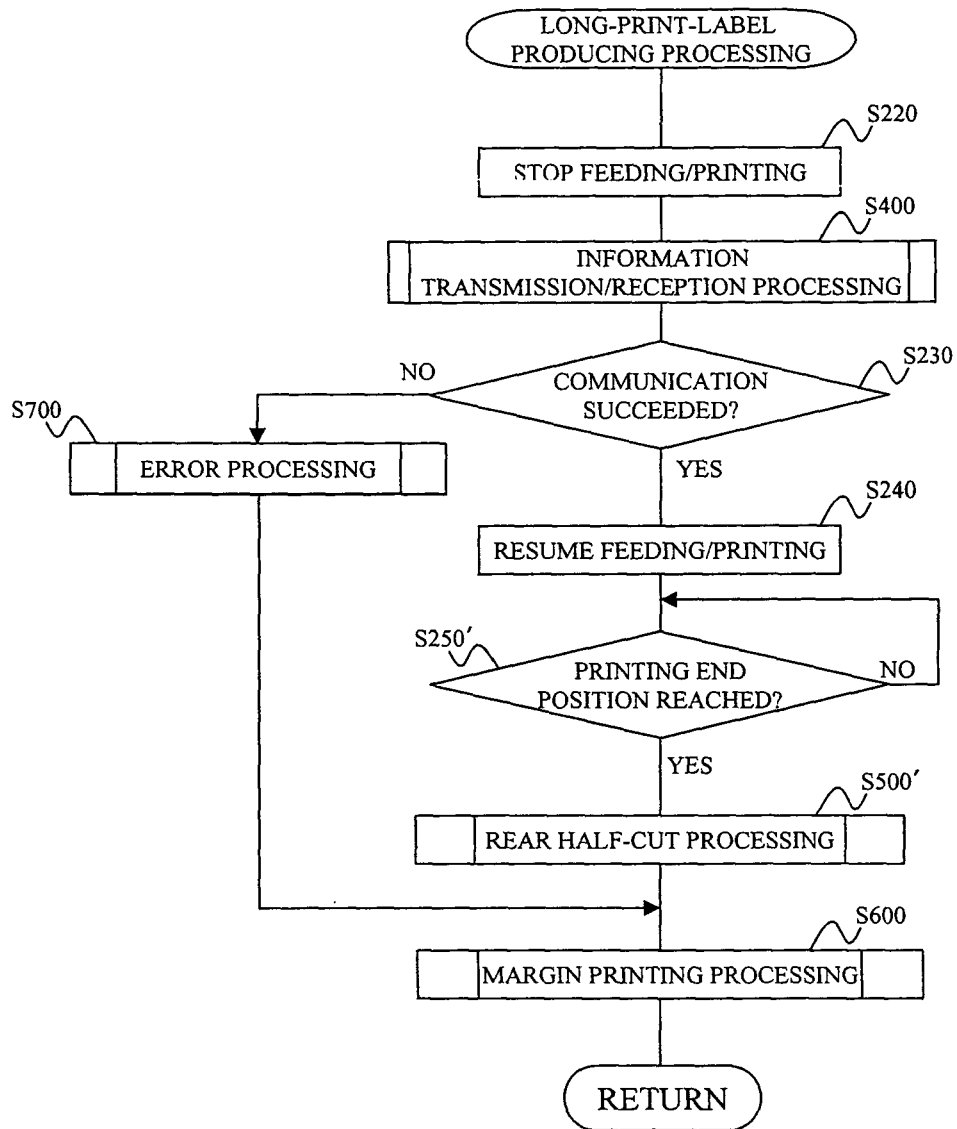 LONG-PRINT-LABEL
PRODUCING PROCESSING
S220
STOP FEEDING/PRINTING
S400
INFORMATION
TRANSMISSION/RECEPTION PROCESSING
S230
NO
COMMUNICATION
SUCCEEDED?
S700
ERROR PROCESSING
YES
S240
RESUME FEEDING/PRINTING
S250′
PRINTING END
POSITION REACHED?
NO
YES
S500′
REAR HALF-CUT PROCESSING
S600
MARGIN PRINTING PROCESSING
RETURN